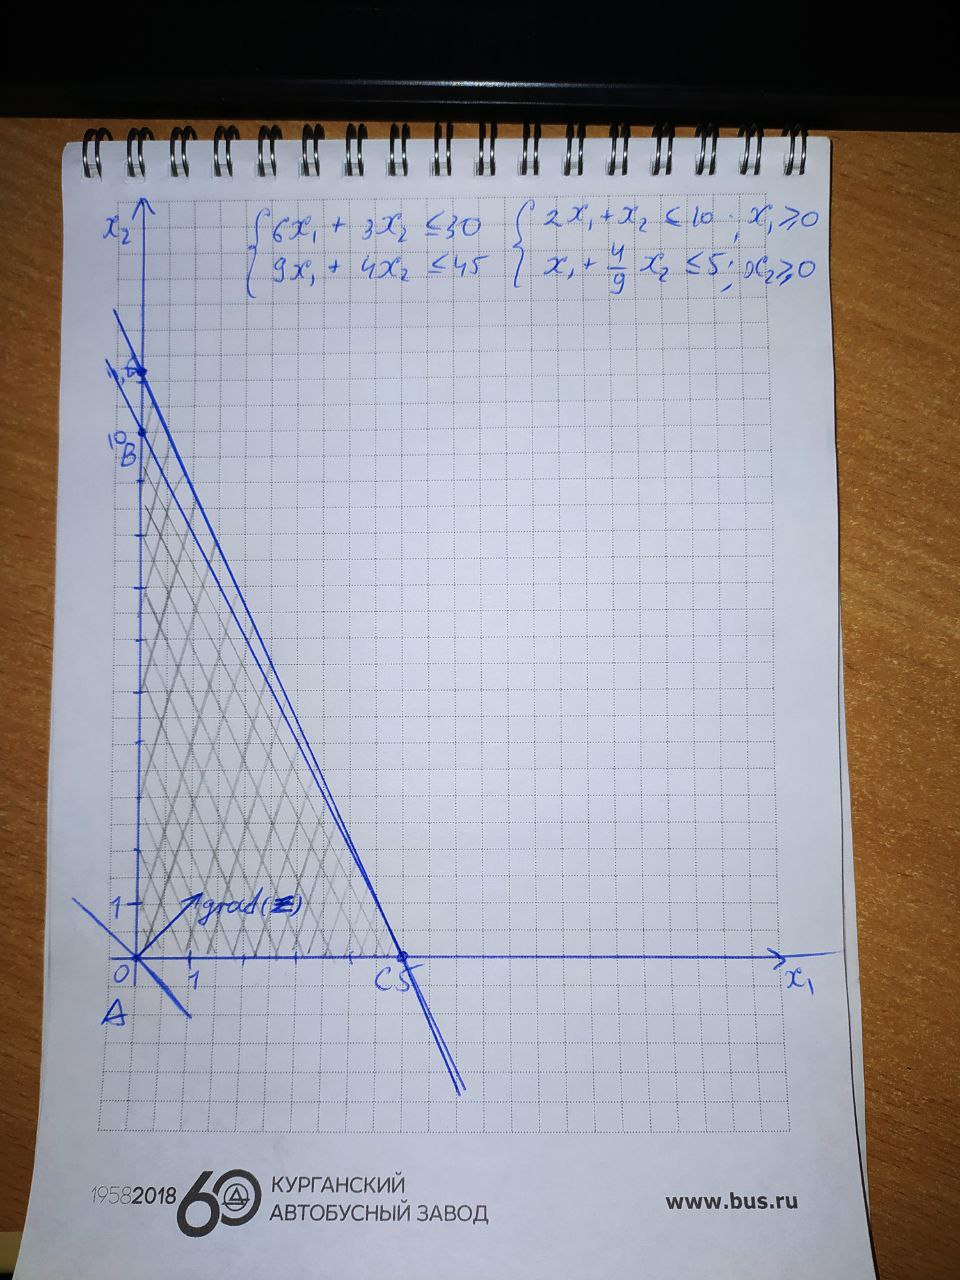 x₂
{ 6x₁ + 3x₂ ≤ 30 { 2x₁ + x₂ ≤ 10 ; x₁ ≥ 0
{ 9x₁ + 4x₂ ≤ 45 { x₁ + 4/9 x₂ ≤ 5 ; x₂ ≥ 0
10
B
1
grad(Z)
0
1
C 5
x₁
A
19582018 60 КУРГАНСКИЙ АВТОБУСНЫЙ ЗАВОД
www.bus.ru